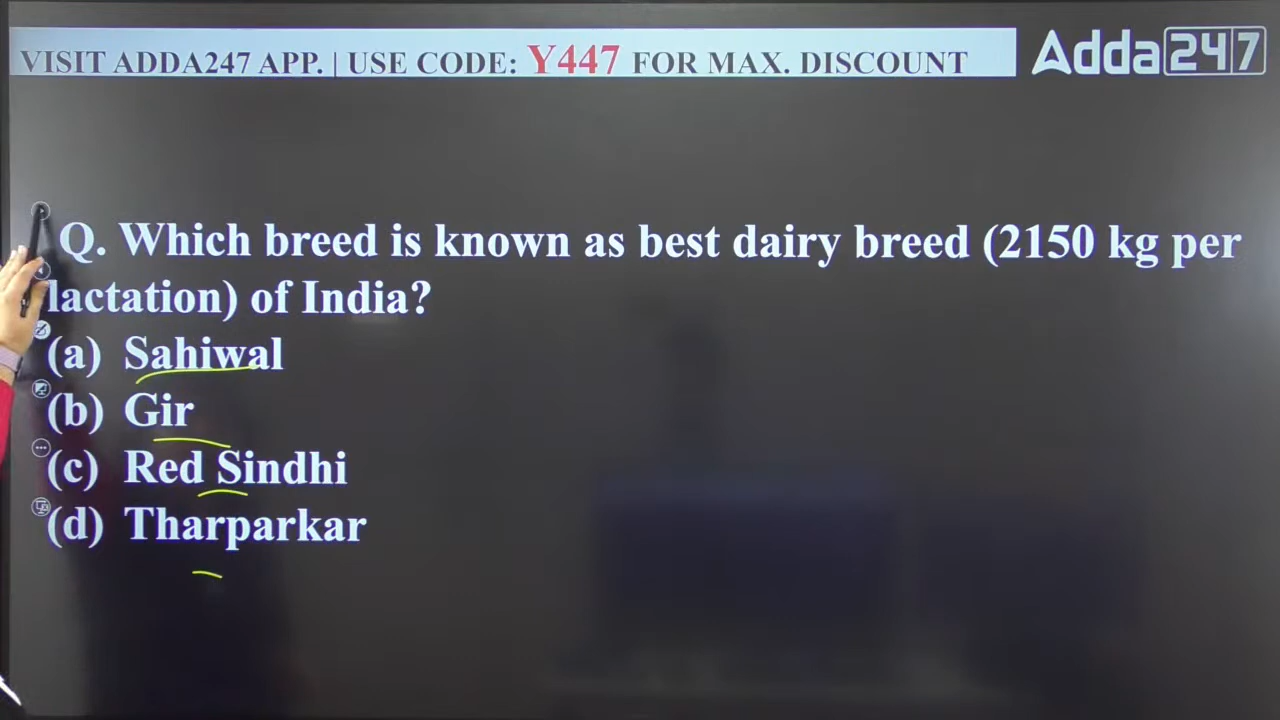 VISIT ADDA247 APP. | USE CODE: Y447 FOR MAX. DISCOUNT
Adda247
Q. Which breed is known as best dairy breed (2150 kg per
lactation) of India?
(a) Sahiwal
(b) Gir
(c) Red Sindhi
(d) Tharparkar